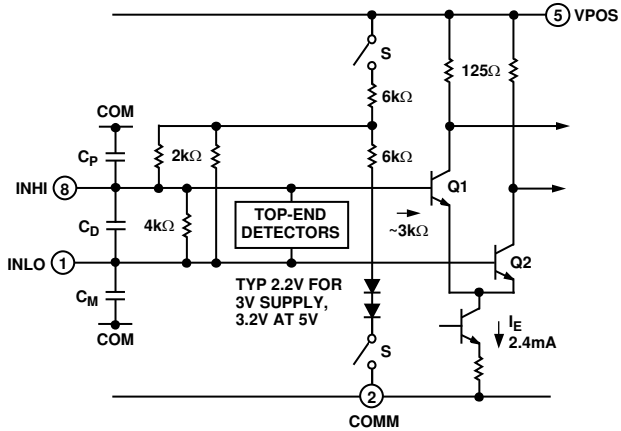 5 VPOS
S
125Ω
6kΩ
COM
CP
2kΩ
6kΩ
INHI 8
Q1
CD
4kΩ
TOP-END
DETECTORS
~3kΩ
INLO 1
Q2
CM
TYP 2.2V FOR
3V SUPPLY,
3.2V AT 5V
COM
S
IE
2.4mA
2
COMM